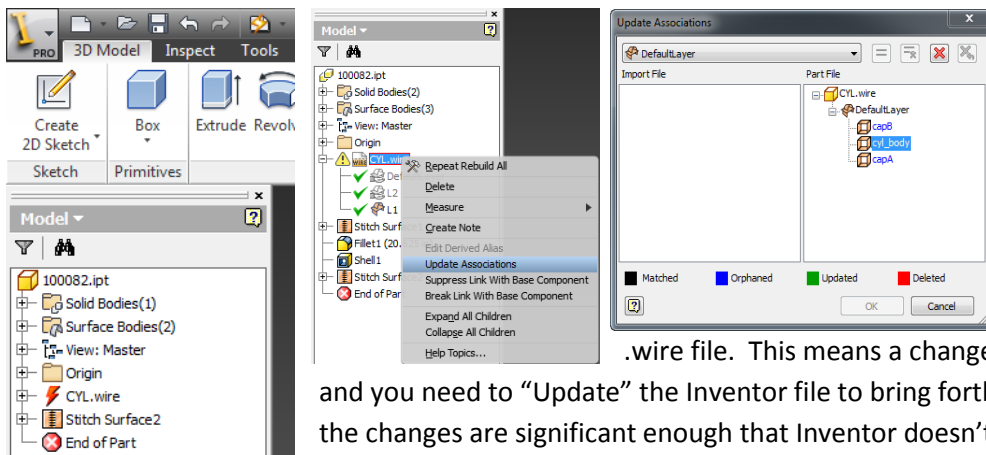 PRO
3D Model Inspect Tools
Create
2D Sketch
Box
Extrude Revolv
Sketch Primitives
Model
100082.ipt
Solid Bodies(1)
Surface Bodies(2)
View: Master
Origin
CYL.wire
Stitch Surface2
End of Part
Model
100082.ipt
Solid Bodies(2)
Surface Bodies(3)
View: Master
Origin
CYL.wire
De
L2
L1
Stitch Surf
Fillet1 (20.
Shell1
Stitch Surf
End of Par
Repeat Rebuild All
Delete
Measure
Create Note
Edit Derived Alias
Update Associations
Suppress Link With Base Component
Break Link With Base Component
Expand All Children
Collapse All Children
Help Topics...
Update Associations
DefaultLayer
Import File Part File
CYL.wire
DefaultLayer
capB
cyl_body
capA
Matched Orphaned Updated Deleted
OK Cancel
.wire file. This means a change
and you need to “Update” the Inventor file to bring forth
the changes are significant enough that Inventor doesn’t